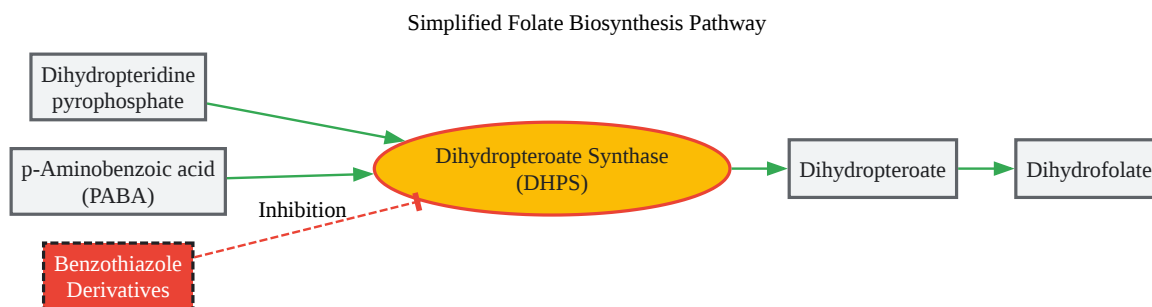 Simplified Folate Biosynthesis Pathway
Dihydropteridine
pyrophosphate
p-Aminobenzoic acid
(PABA)
Inhibition
Benzothiazole
Derivatives
Dihydropteroate Synthase
(DHPS)
Dihydropteroate
Dihydrofolate